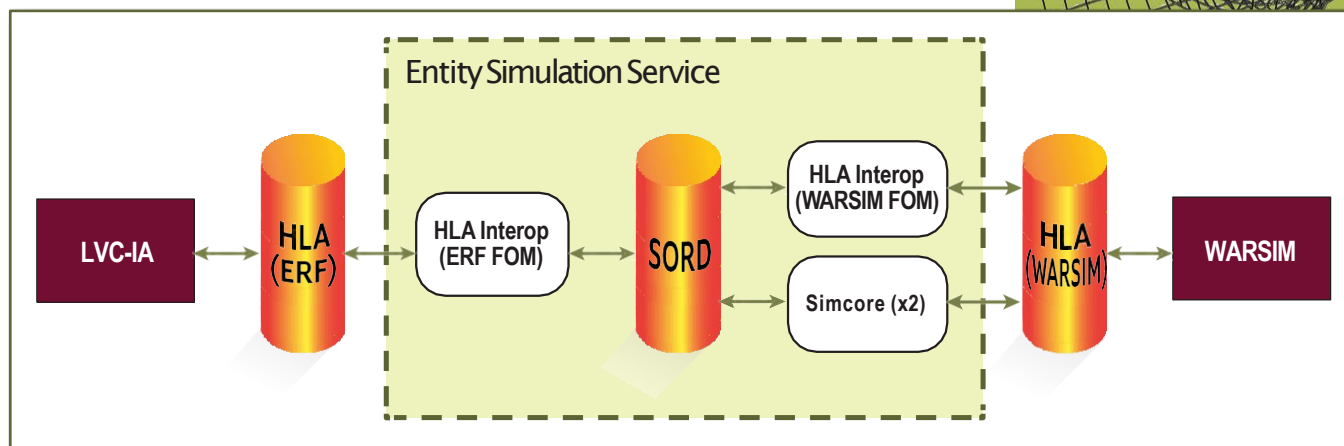 Entity Simulation Service
LVC-IA
HLA
(ERF)
HLA Interop
(ERF FOM)
SORD
HLA Interop
(WARSIM FOM)
Simcore (x2)
HLA
(WARSIM)
WARSIM